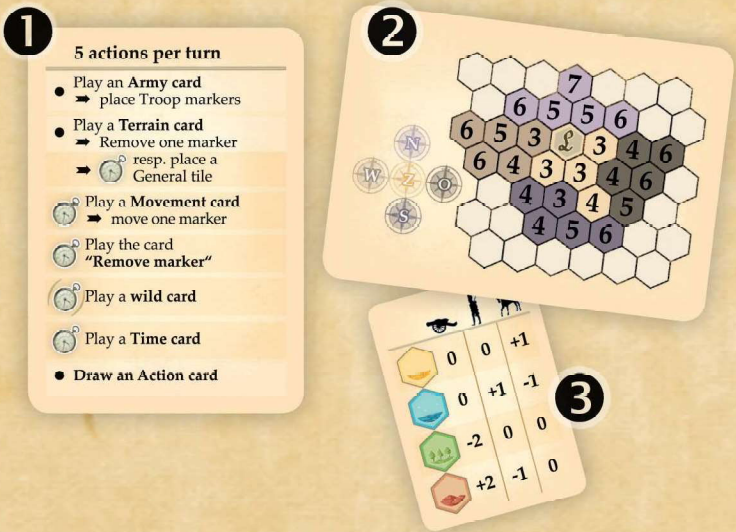 1
5 actions per turn
Play an Army card
➡ place Troop markers
Play a Terrain card
➡ Remove one marker
➡ resp. place a
General tile
Play a Movement card
➡ move one marker
Play the card
“Remove marker“
Play a wild card
Play a Time card
Draw an Action card
2
N
W Z O
S
7
6 5 5 6
6 5 3 £ 3 4 6
6 4 3 3 4 6
4 3 4 5
4 5 6
3
0 0 +1
0 +1 -1
-2 0 0
+2 -1 0